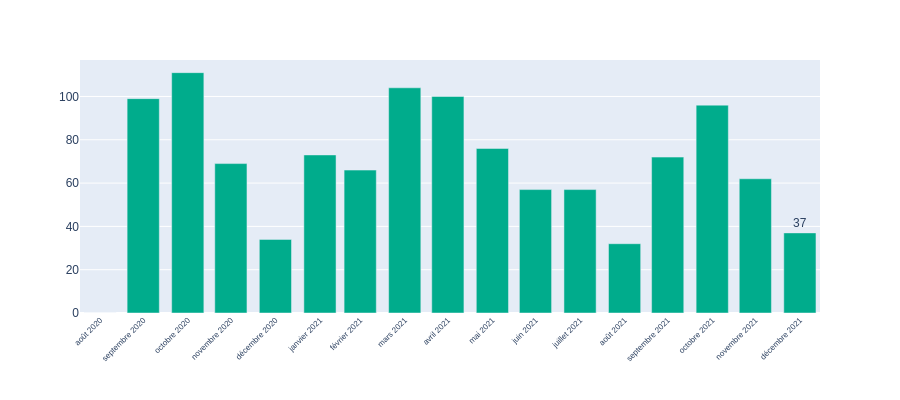 100
80
60
40
20
0
37
août 2020
septembre 2020
octobre 2020
novembre 2020
décembre 2020
janvier 2021
février 2021
mars 2021
avril 2021
mai 2021
juin 2021
juillet 2021
août 2021
septembre 2021
octobre 2021
novembre 2021
décembre 2021